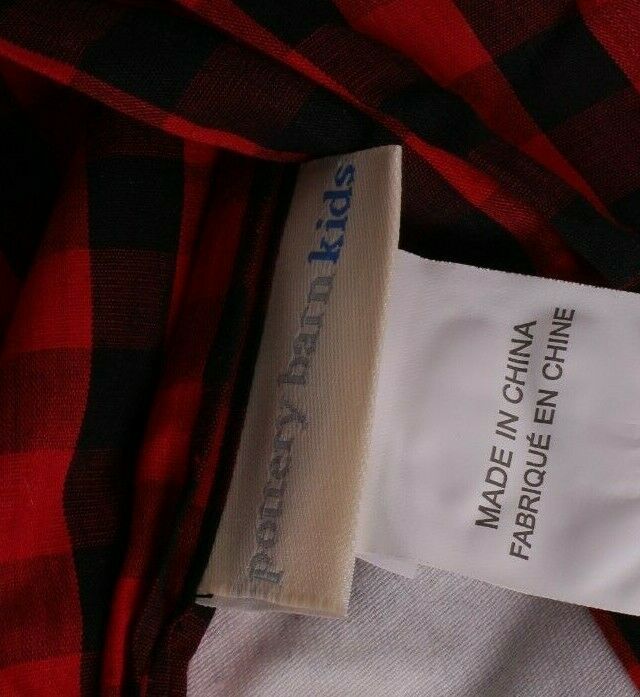 pottery barn kids
MADE IN CHINA
FABRIQUÉ EN CHINE